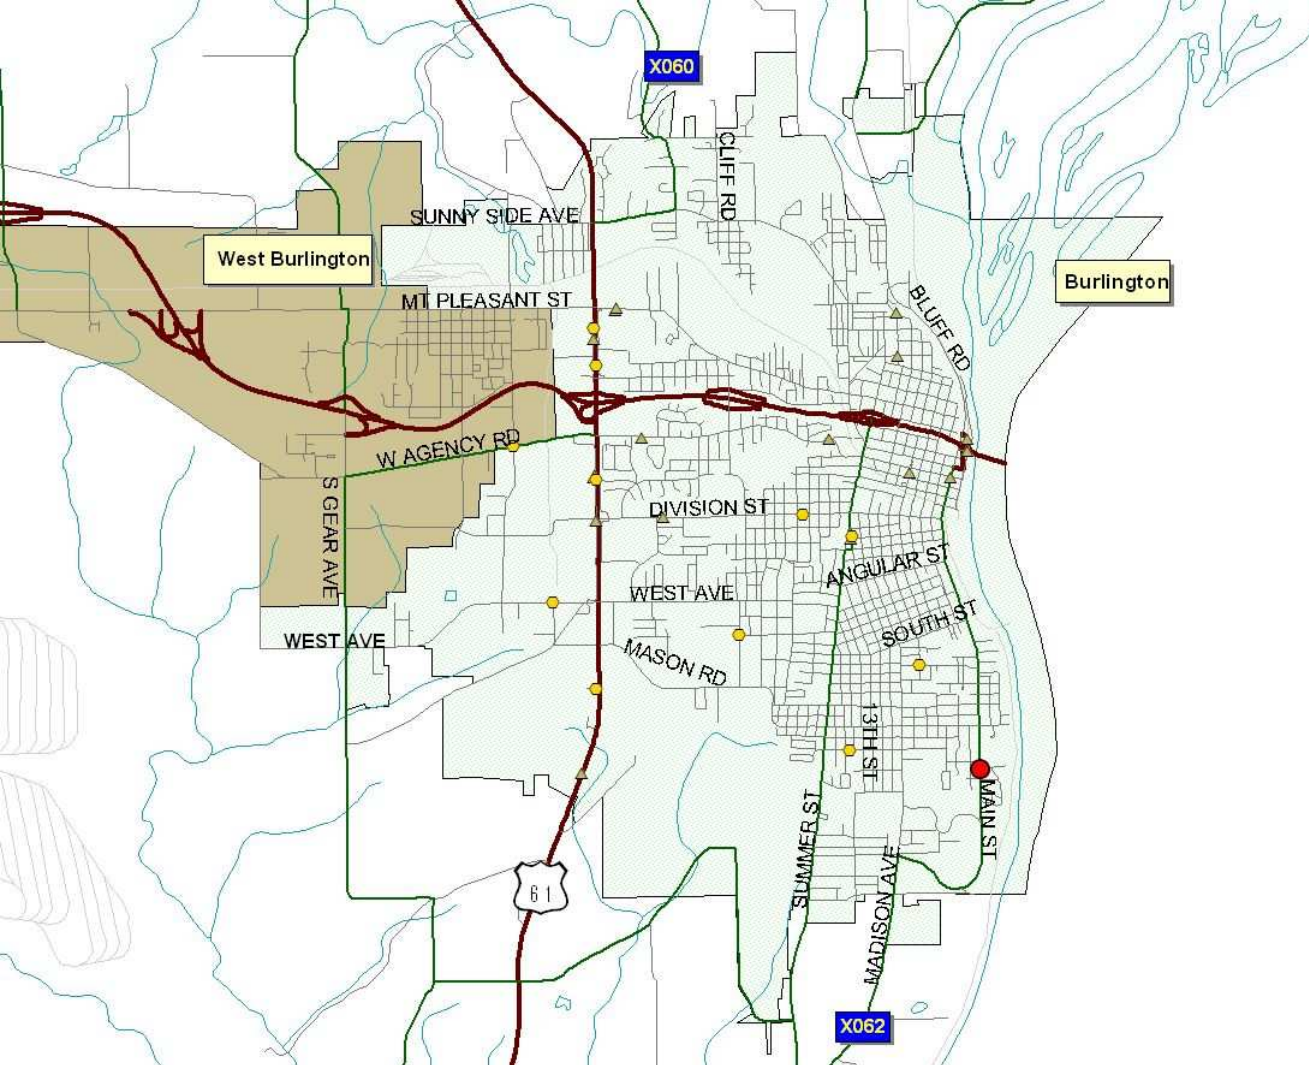 X060
CLIFF RD
SUNNY SIDE AVE
West Burlington
Burlington
MT PLEASANT ST
BLUFF RD
W AGENCY RD
S GEAR AVE
DIVISION ST
ANGULAR ST
WEST AVE
SOUTH ST
WEST AVE
MASON RD
13TH ST
MAIN ST
SUMMER ST
MADISON AVE
61
X062